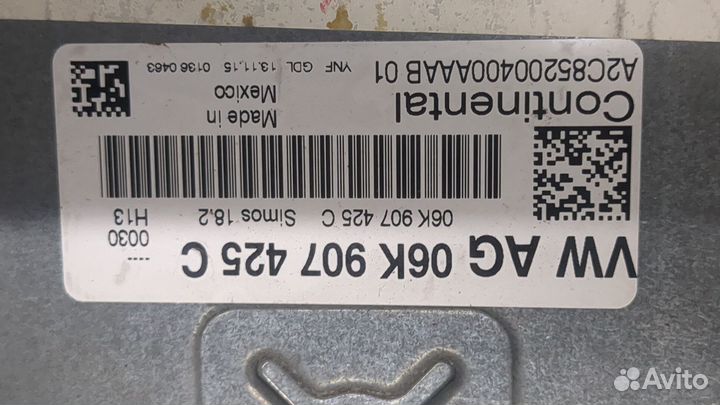 VW AG 06K 907 425 C
----
0030
H13
06K 907 425 C Simos 18.2
Continental
Made in
Mexico
A2C85200400AAAB 01
YNF GDL 13.11.15 0136 0463
Avito